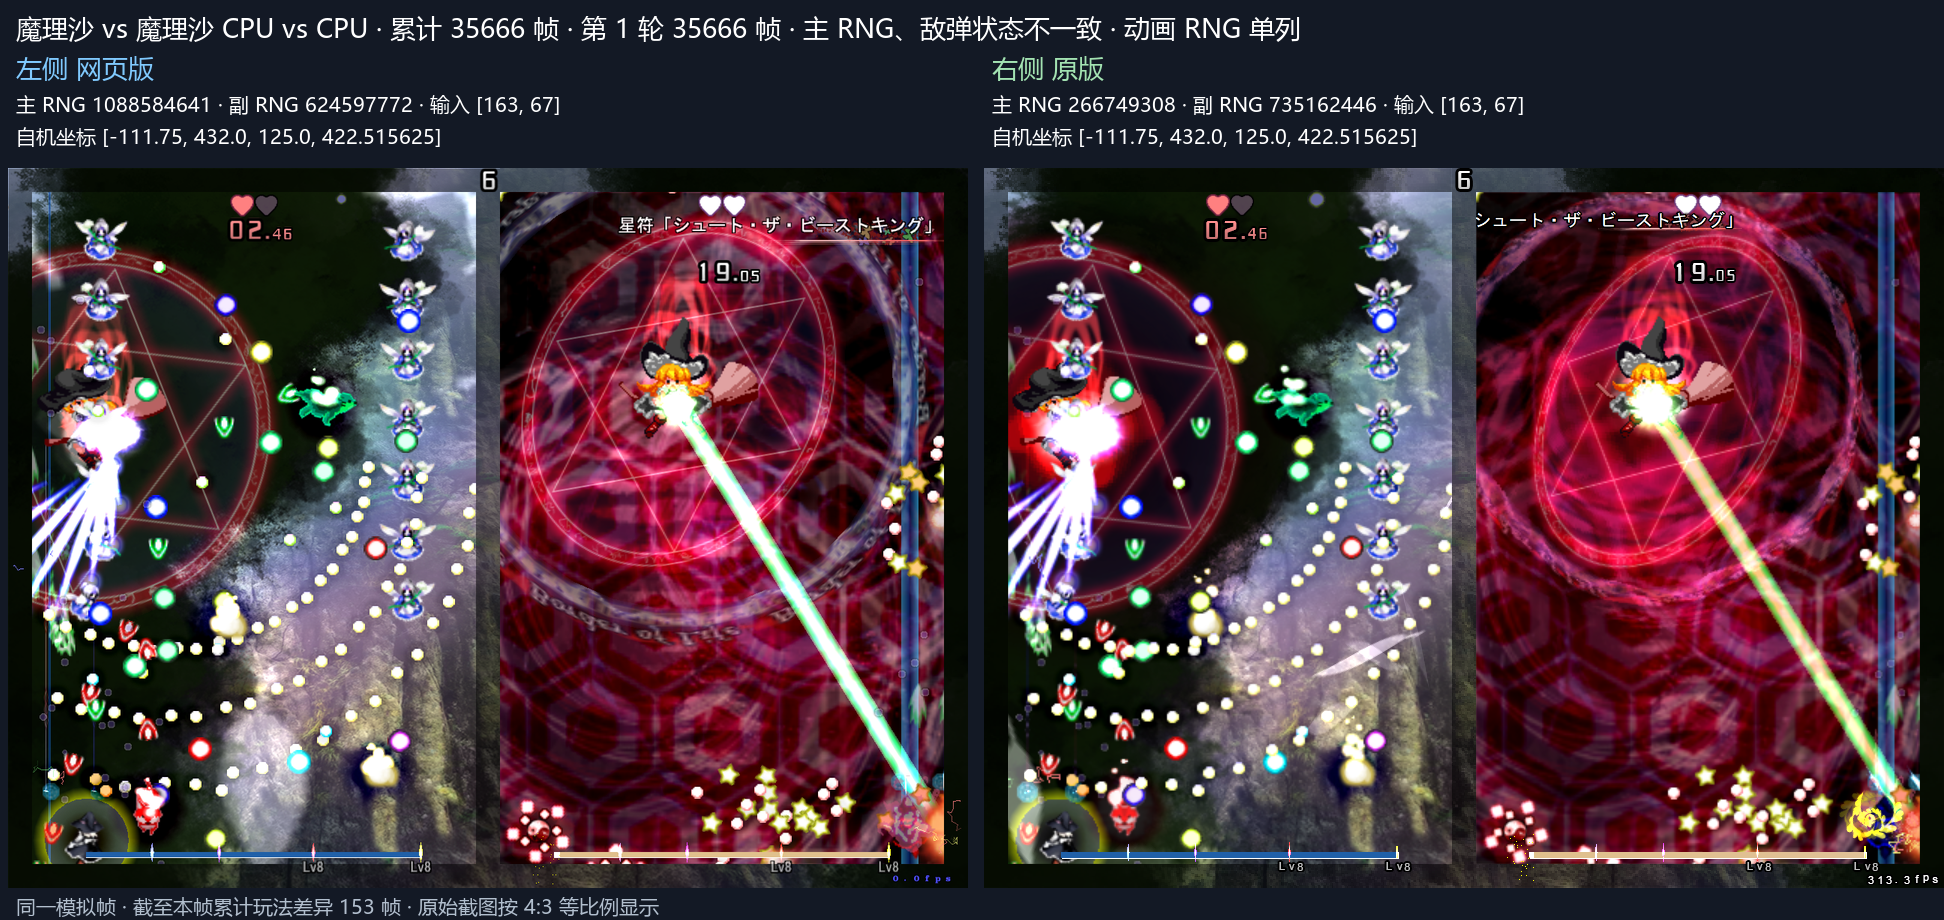 魔理沙 vs 魔理沙 CPU vs CPU · 累计 35666 帧 · 第 1 轮 35666 帧 · 主 RNG、敌弹状态不一致 · 动画 RNG 单列
左侧 网页版
主 RNG 1088584641 · 副 RNG 624597772 · 输入 [163, 67]
自机坐标 [-111.75, 432.0, 125.0, 422.515625]
右侧 原版
主 RNG 266749308 · 副 RNG 735162446 · 输入 [163, 67]
自机坐标 [-111.75, 432.0, 125.0, 422.515625]
6
02.46
星符「シュート・ザ・ビーストキング」
19.05
Lv8
Lv8
Lv8
Lv8
0.0fps
6
02.46
シュート・ザ・ビーストキング」
19.05
Lv8
Lv8
Lv8
Lv8
313.3fps
同一模拟帧 · 截至本帧累计玩法差异 153 帧 · 原始截图按 4:3 等比例显示